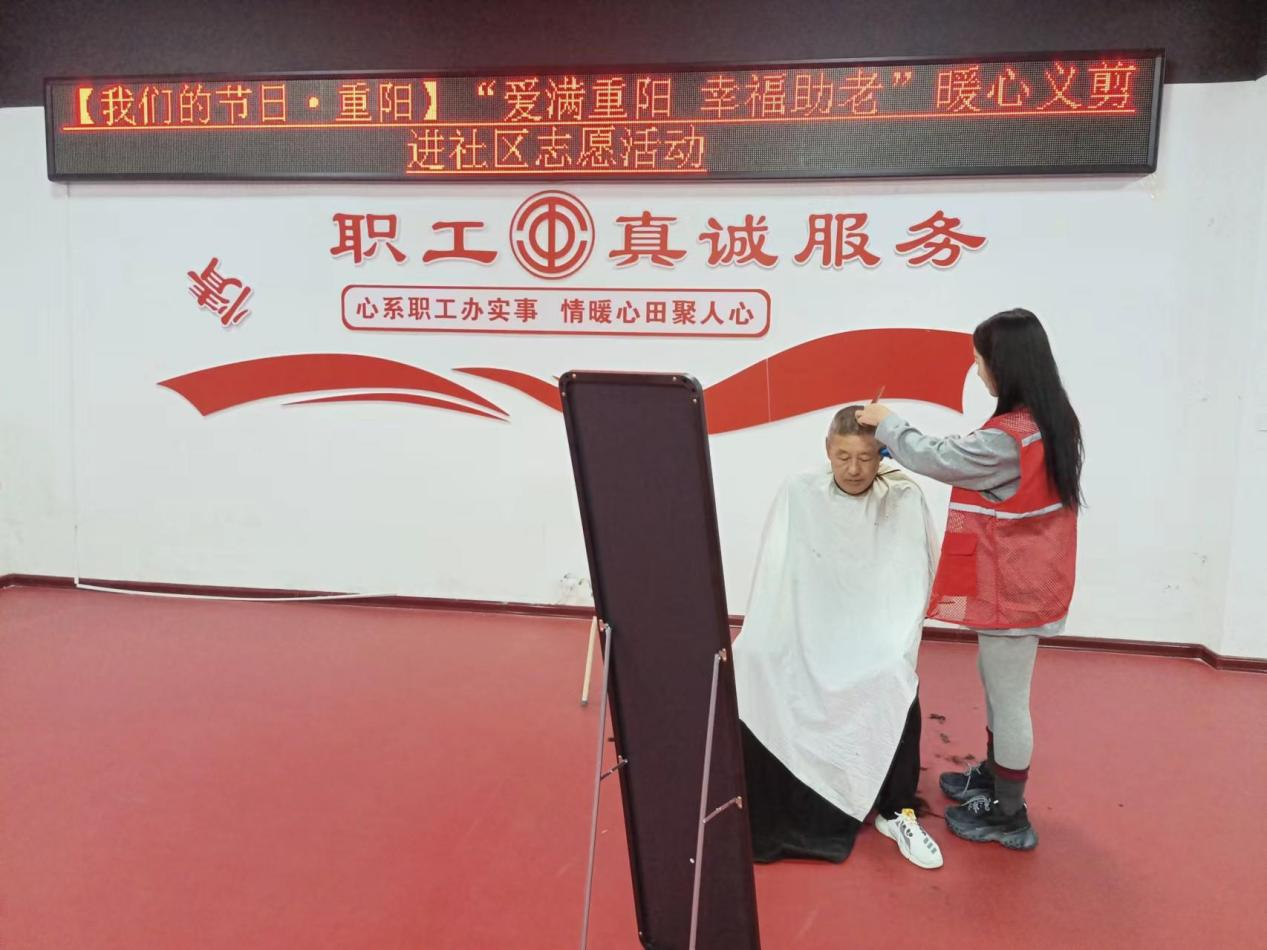 【我们的节日·重阳】“爱满重阳 幸福助老”暖心义剪
进社区志愿活动
职工 真诚服务
心系职工办实事 情暖心田聚人心